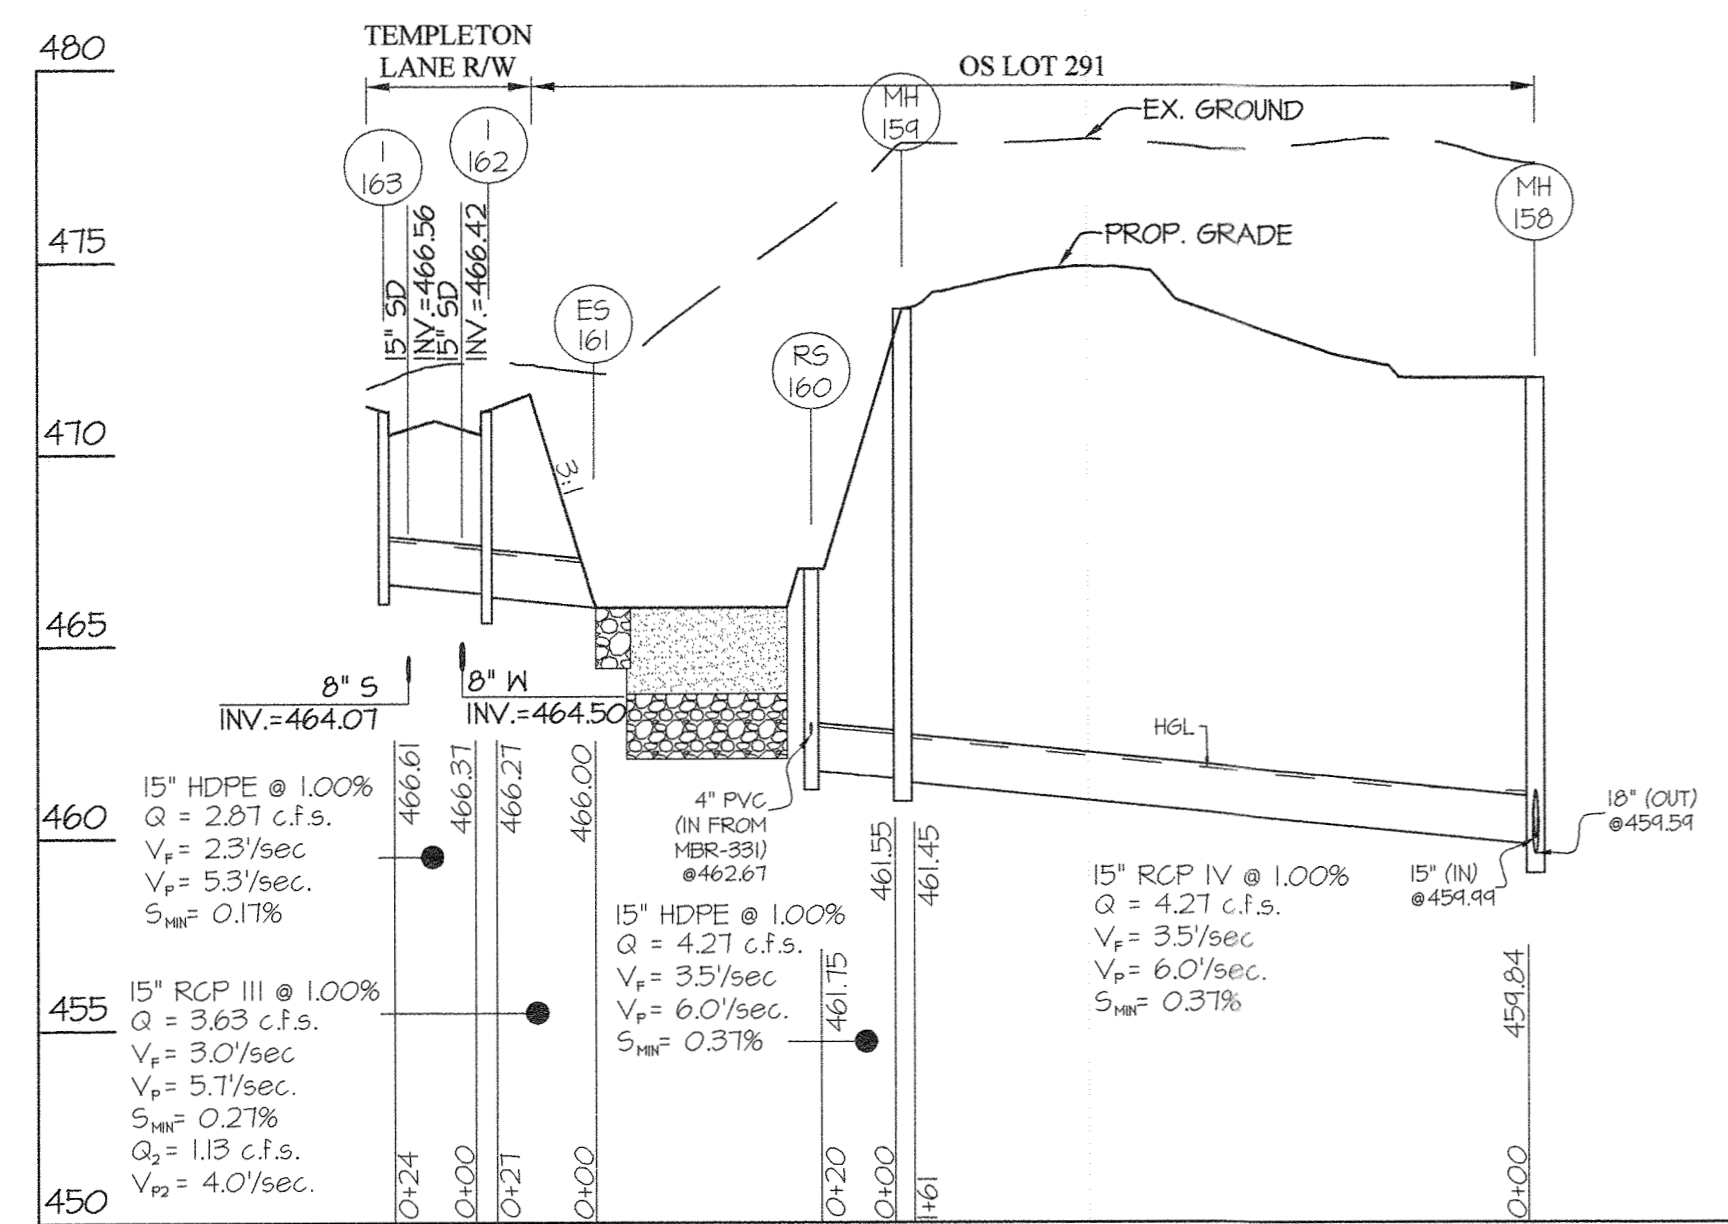 480
475
470
465
460
455
450
TEMPLETON
LANE R/W
OS LOT 291
I
163
I
162
MH
159
EX. GROUND
MH
158
PROP. GRADE
15" SD
INV.=466.56
15" SD
INV.=466.42
ES
161
RS
160
3:1
8" S
INV.=464.07
8" W
INV.=464.50
HGL
15" HDPE @ 1.00%
Q = 2.87 c.f.s.
VF= 2.3'/sec
VP= 5.3'/sec.
SMIN= 0.17%
466.61
466.37
466.27
466.00
4" PVC
(IN FROM
MBR-331)
@462.67
461.55
461.45
18" (OUT)
@459.59
15" (IN)
@459.99
15" RCP IV @ 1.00%
Q = 4.27 c.f.s.
VF= 3.5'/sec
VP= 6.0'/sec.
SMIN= 0.37%
15" HDPE @ 1.00%
Q = 4.27 c.f.s.
VF= 3.5'/sec
VP= 6.0'/sec.
SMIN= 0.37%
461.75
459.84
15" RCP III @ 1.00%
Q = 3.63 c.f.s.
VF= 3.0'/sec
VP= 5.7'/sec.
SMIN= 0.27%
Q2= 1.13 c.f.s.
VP2= 4.0'/sec.
0+24
0+00
0+27
0+00
0+20
0+00
1+61
0+00